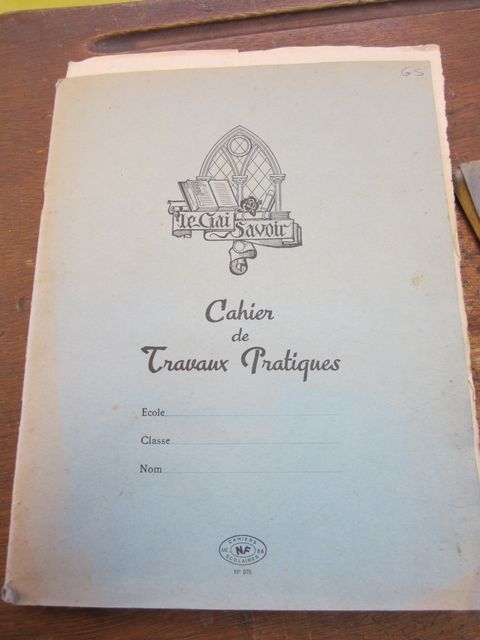 GS
Le Gai
Savoir
Cahier
de
Travaux Pratiques
Ecole
Classe
Nom
CAHIERS
NF
SCOLAIRES